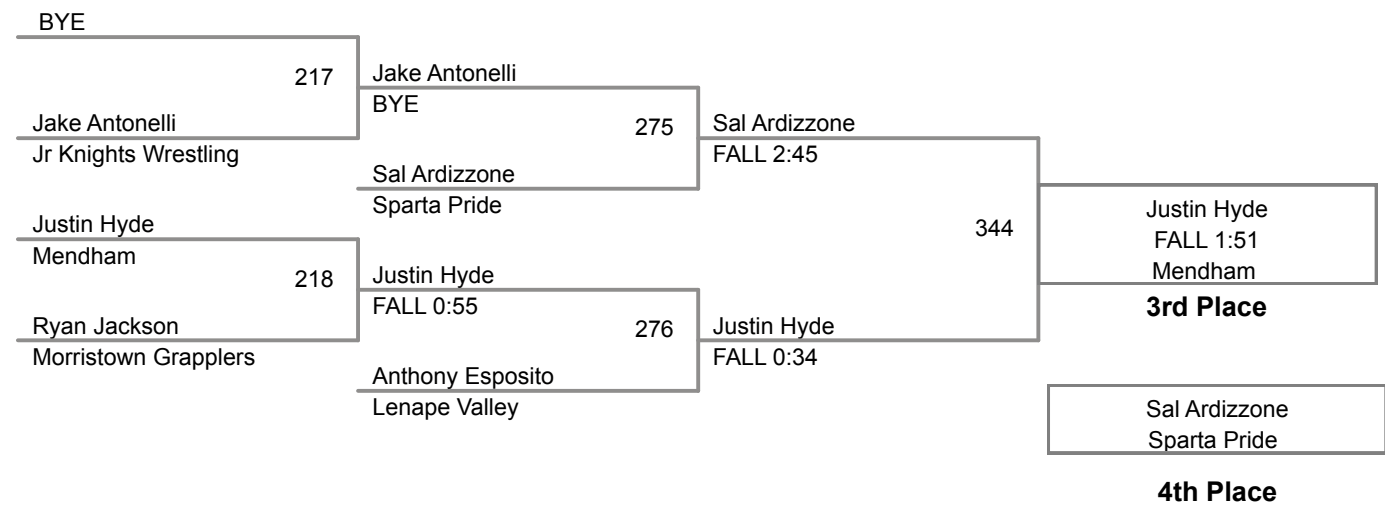 BYE
217
Jake Antonelli
Jr Knights Wrestling
Justin Hyde
Mendham
218
Ryan Jackson
Morristown Grapplers
Jake Antonelli
BYE
275
Sal Ardizzone
Sparta Pride
Justin Hyde
FALL 0:55
276
Anthony Esposito
Lenape Valley
Sal Ardizzone
FALL 2:45
344
Justin Hyde
FALL 0:34
Justin Hyde
FALL 1:51
Mendham
3rd Place
Sal Ardizzone
Sparta Pride
4th Place